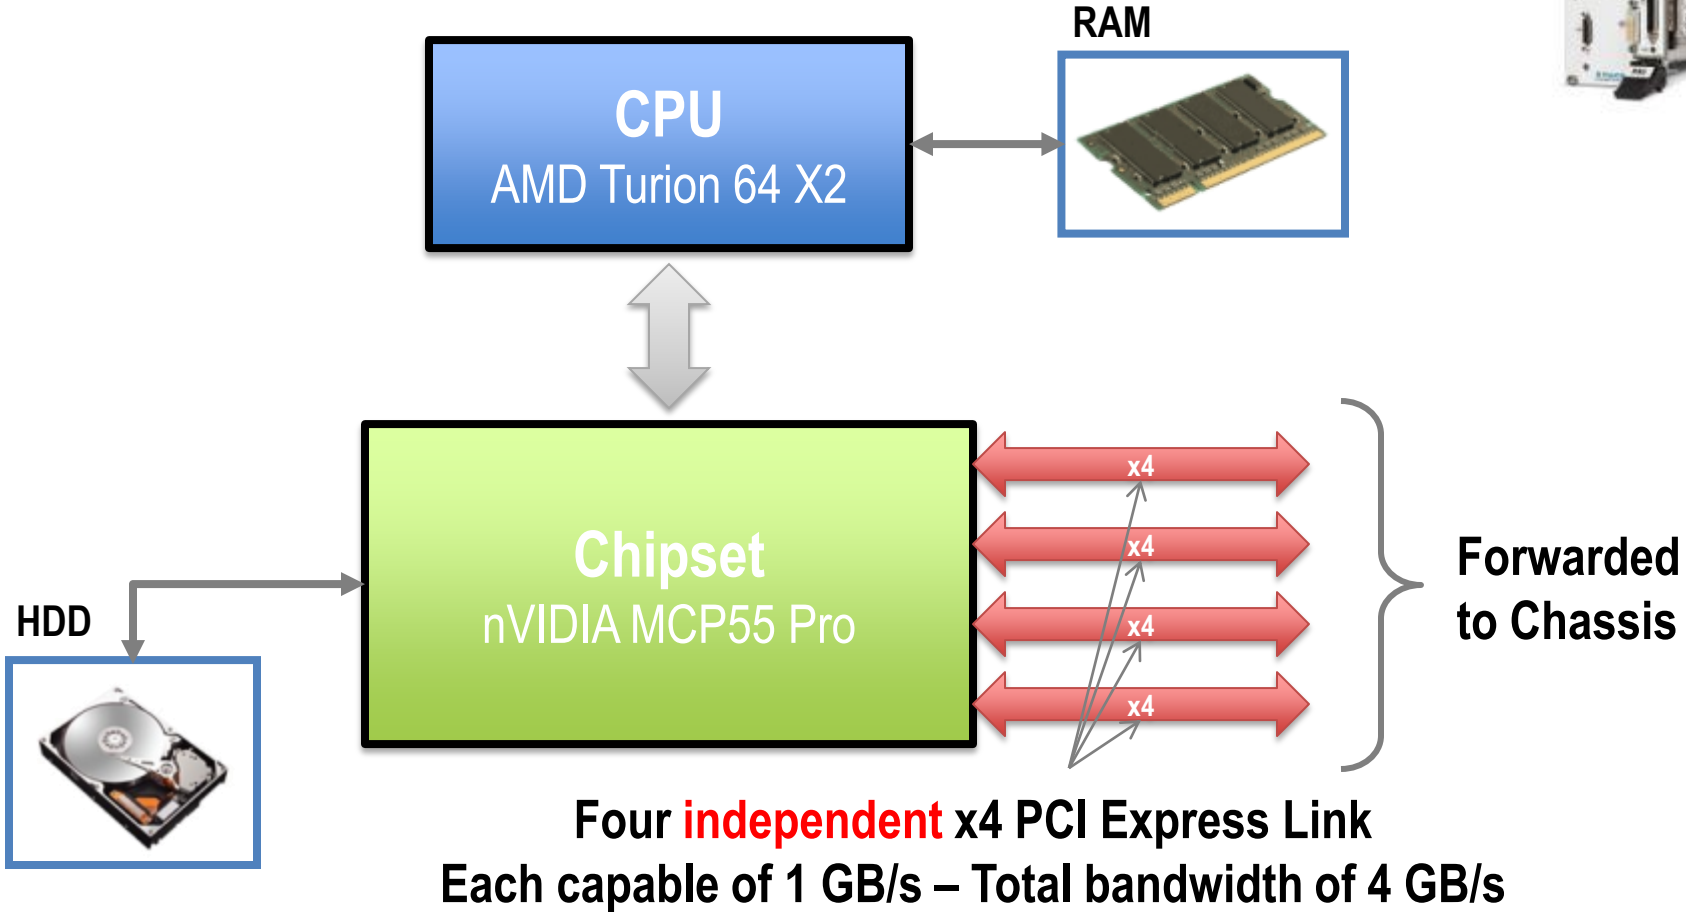 RAM
CPU
AMD Turion 64 X2
x4
Chipset
nVIDIA MCP55 Pro
x4
x4
x4
Forwarded
to Chassis
HDD
Four independent x4 PCI Express Link
Each capable of 1 GB/s – Total bandwidth of 4 GB/s